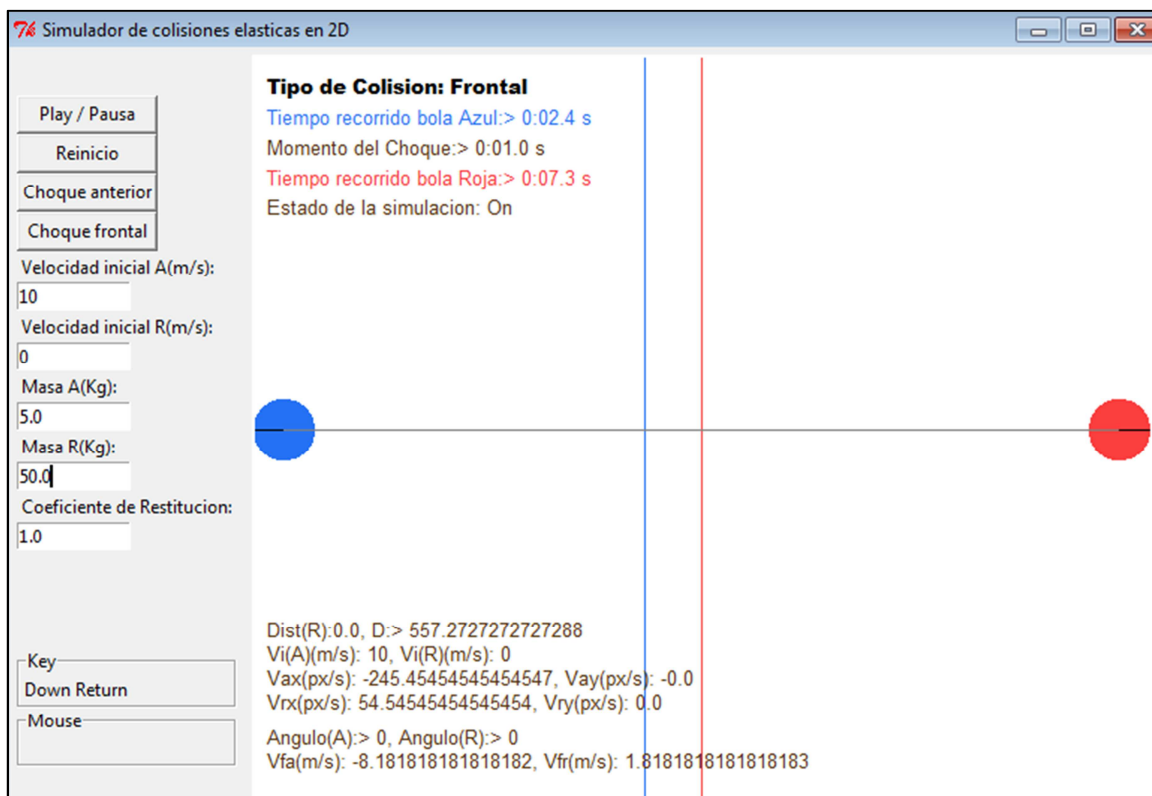 Simulador de colisiones elasticas en 2D
Play / Pausa
Reinicio
Choque anterior
Choque frontal
Velocidad inicial A(m/s):
10
Velocidad inicial R(m/s):
0
Masa A(Kg):
5.0
Masa R(Kg):
50.0
Coeficiente de Restitucion:
1.0
Key
Down Return
Mouse
Tipo de Colision: Frontal
Tiempo recorrido bola Azul:> 0:02.4 s
Momento del Choque:> 0:01.0 s
Tiempo recorrido bola Roja:> 0:07.3 s
Estado de la simulacion: On
Dist(R):0.0, D:> 557.2727272727288
Vi(A)(m/s): 10, Vi(R)(m/s): 0
Vax(px/s): -245.45454545454547, Vay(px/s): -0.0
Vrx(px/s): 54.54545454545454, Vry(px/s): 0.0
Angulo(A):> 0, Angulo(R):> 0
Vfa(m/s): -8.181818181818182, Vfr(m/s): 1.8181818181818183